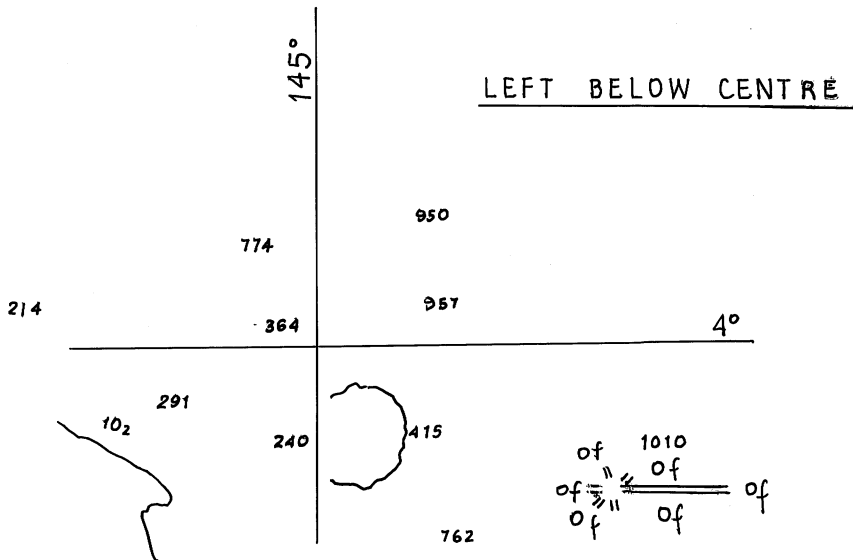 145°
LEFT BELOW CENTRE
950
774
214
957
364
4°
291
10₂
240
415
1010
Of
Of
Of
Of
Of
Of
762